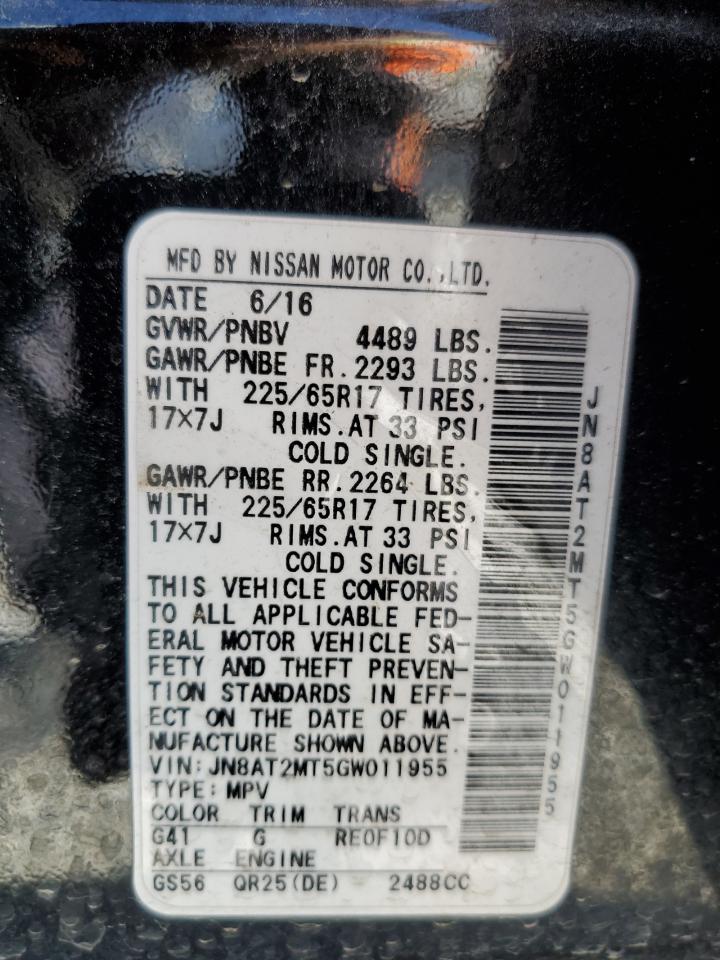 MFD BY NISSAN MOTOR CO.,LTD.
DATE 6/16
GVWR/PNBV 4489 LBS.
GAWR/PNBE FR.2293 LBS.
WITH 225/65R17 TIRES,
17X7J RIMS.AT 33 PSI
COLD SINGLE.
GAWR/PNBE RR.2264 LBS.
WITH 225/65R17 TIRES,
17X7J RIMS.AT 33 PSI
COLD SINGLE.
THIS VEHICLE CONFORMS
TO ALL APPLICABLE FED-
ERAL MOTOR VEHICLE SA-
FETY AND THEFT PREVEN-
TION STANDARDS IN EFF-
ECT ON THE DATE OF MA-
NUFACTURE SHOWN ABOVE.
VIN: JN8AT2MT5GW011955
TYPE: MPV
COLOR TRIM TRANS
G41 G RE0F10D
AXLE ENGINE
GS56 QR25(DE) 2488CC
JN8AT2MT5GW011955